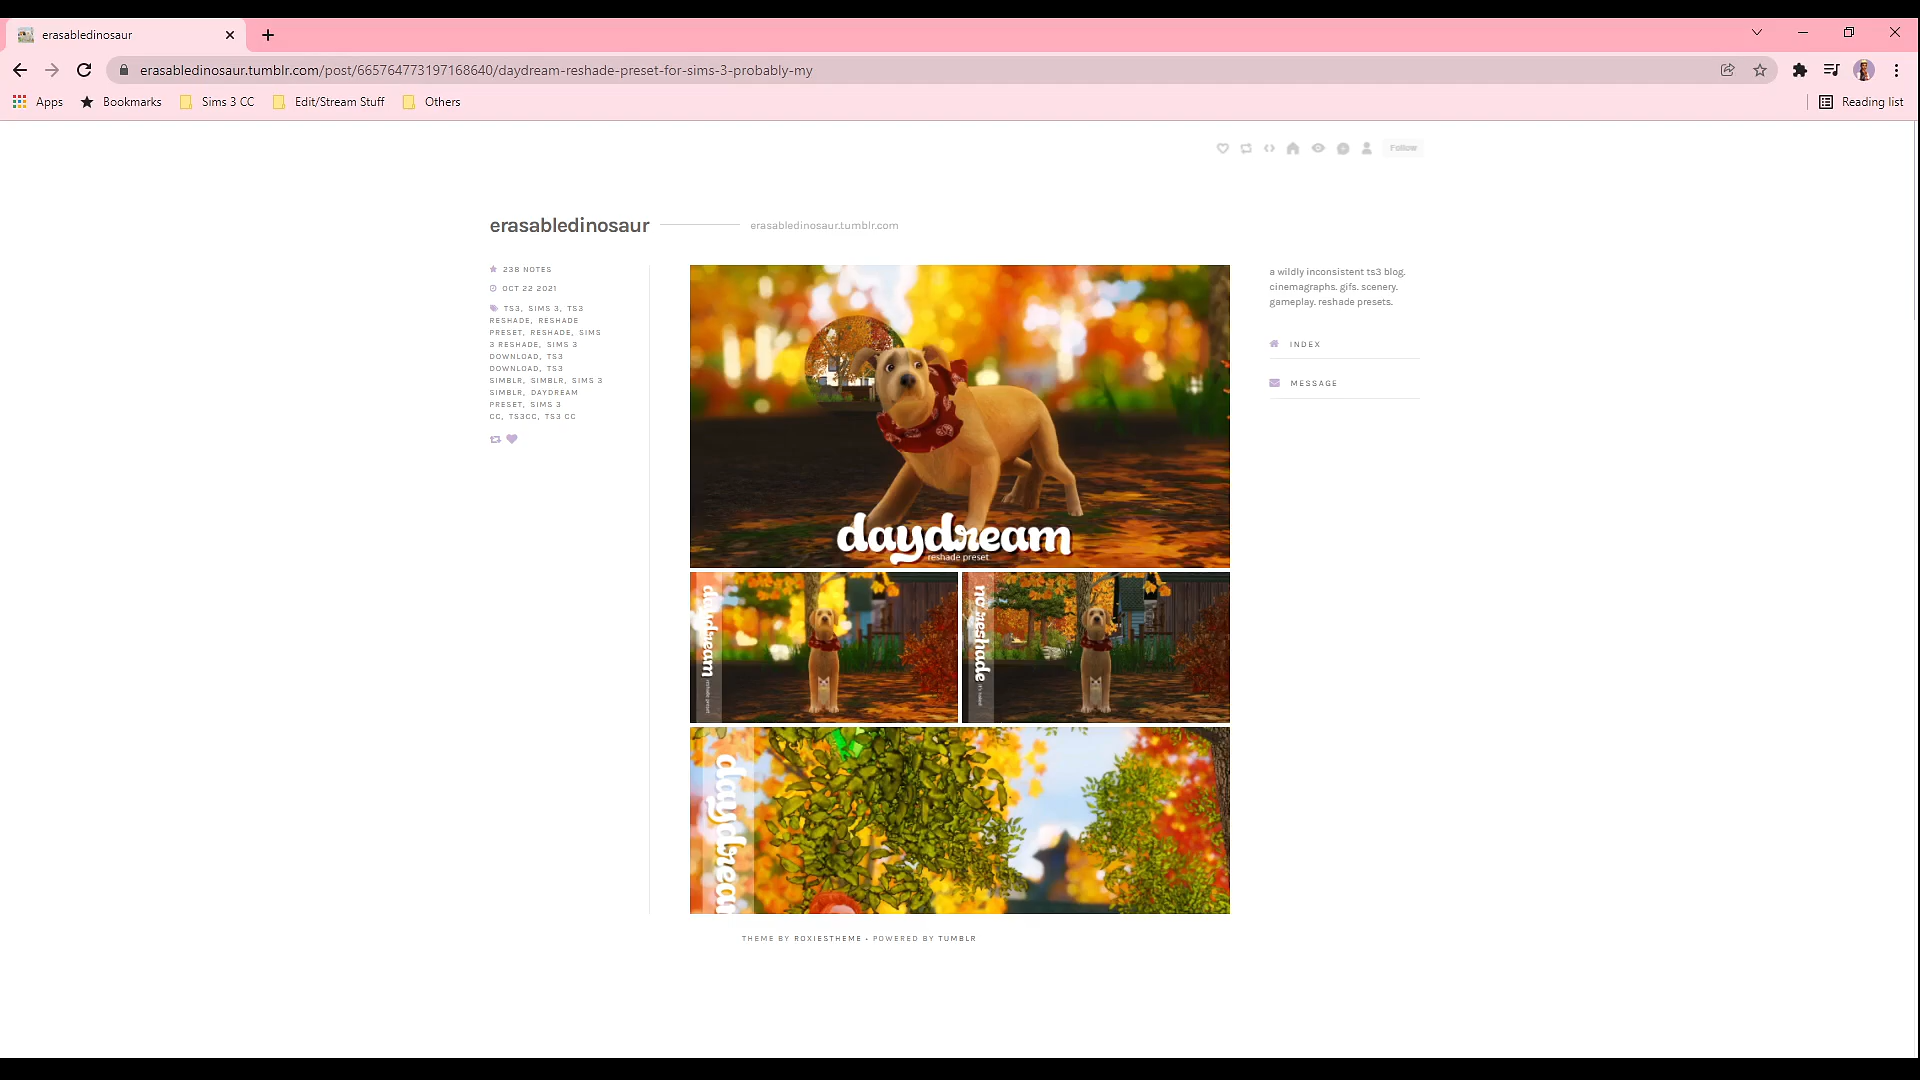 erasabledinosaur
erasabledinosaur.tumblr.com/post/665764773197168640/daydream-reshade-preset-for-sims-3-probably-my
Apps
Bookmarks
Sims 3 CC
Edit/Stream Stuff
Others
Reading list
Follow
erasabledinosaur
erasabledinosaur.tumblr.com
238 NOTES
OCT 22 2021
TS3, SIMS 3, TS3
RESHADE, RESHADE
PRESET, RESHADE, SIMS
3 RESHADE, SIMS 3
DOWNLOAD, TS3
DOWNLOAD, TS3
SIMBLR, SIMBLR, SIMS 3
SIMBLR, DAYDREAM
PRESET, SIMS 3
CC, TS3CC, TS3 CC
daydream
reshade preset
daydream
reshade preset
no reshade
daydrea
a wildly inconsistent ts3 blog.
cinemagraphs. gifs. scenery.
gameplay. reshade presets.
INDEX
MESSAGE
THEME BY ROXIESTHEME • POWERED BY TUMBLR